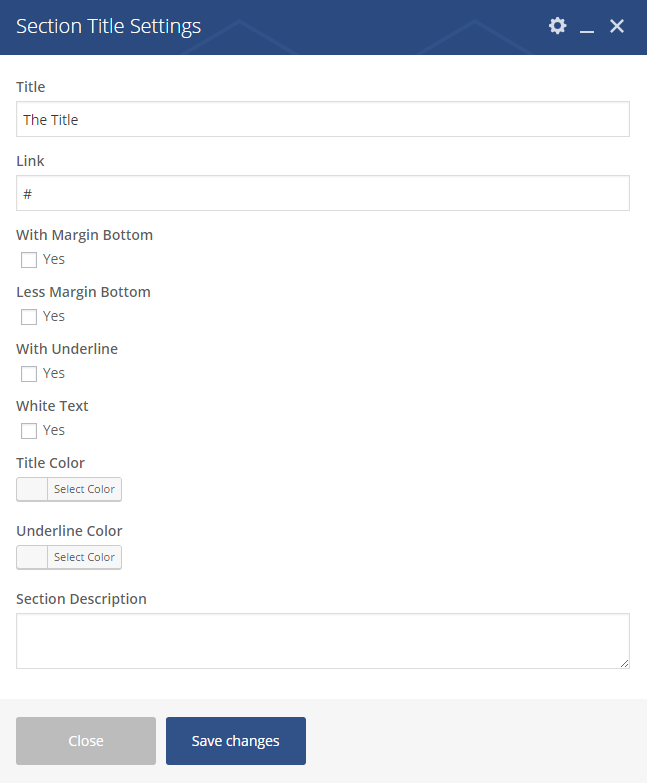 Section Title Settings
Title
The Title
Link
#
With Margin Bottom
Yes
Less Margin Bottom
Yes
With Underline
Yes
White Text
Yes
Title Color
Select Color
Underline Color
Select Color
Section Description
Close Save changes